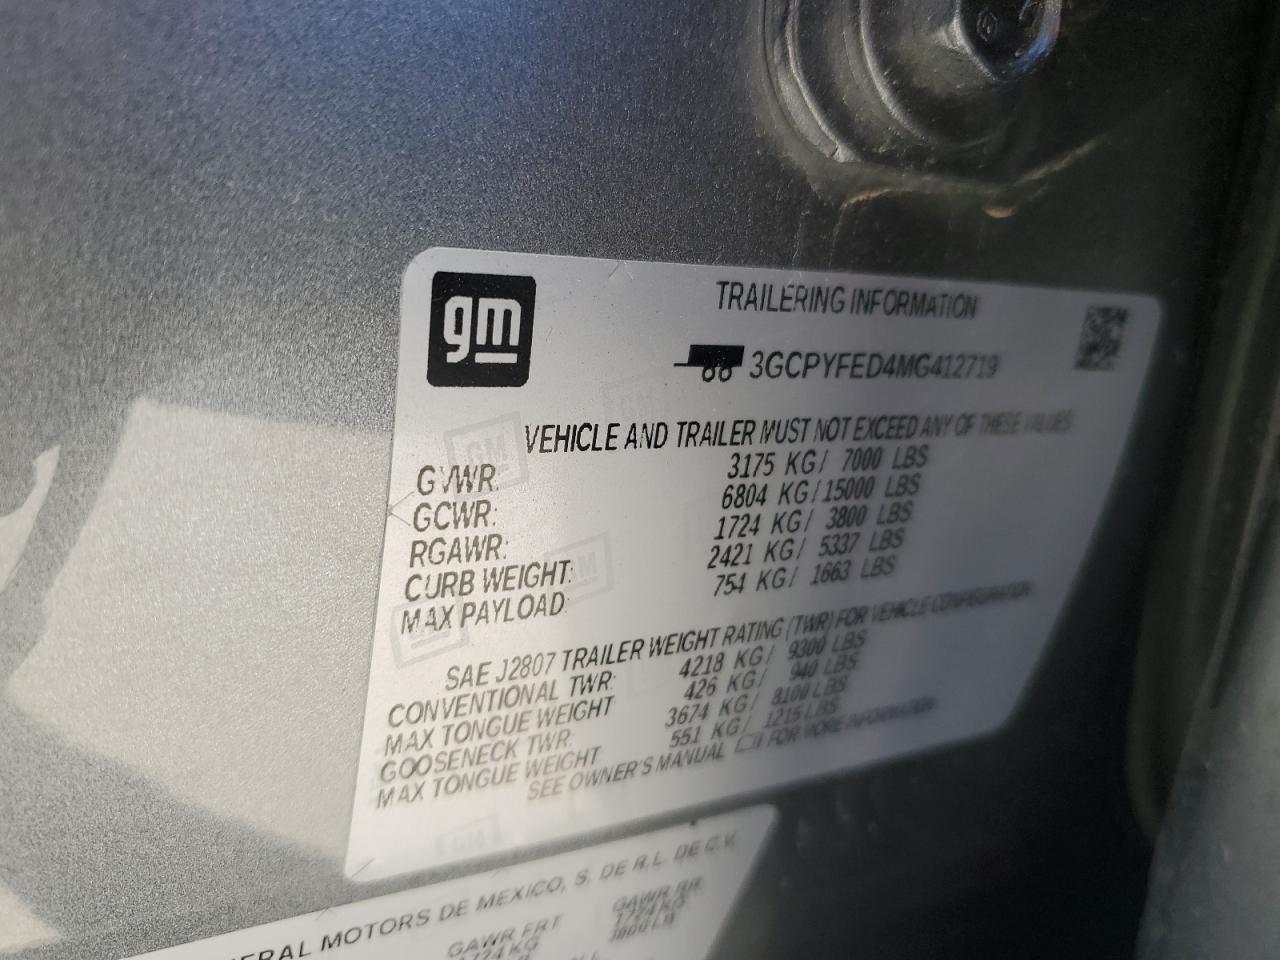 gm
TRAILERING INFORMATION
3GCPYFED4MG412719
VEHICLE AND TRAILER MUST NOT EXCEED ANY OF THESE VALUES
GVWR: 3175 KG/ 7000 LBS
GCWR: 6804 KG/15000 LBS
RGAWR: 1724 KG/ 3800 LBS
CURB WEIGHT: 2421 KG/ 5337 LBS
MAX PAYLOAD: 754 KG/ 1663 LBS
SAE J2807 TRAILER WEIGHT RATING (TWR) FOR VEHICLE CONFIGURATION
CONVENTIONAL TWR: 4218 KG/ 9300 LBS
MAX TONGUE WEIGHT 426 KG/ 940 LBS
GOOSENECK TWR: 3674 KG/ 8100 LBS
MAX TONGUE WEIGHT 551 KG/ 1215 LBS
SEE OWNER'S MANUAL FOR MORE INFORMATION
ERAL MOTORS DE MEXICO, S. DE R.L. DE C.V.
GAWR FRT GAWR RR
1724 KG 1724 KG
3800 LB